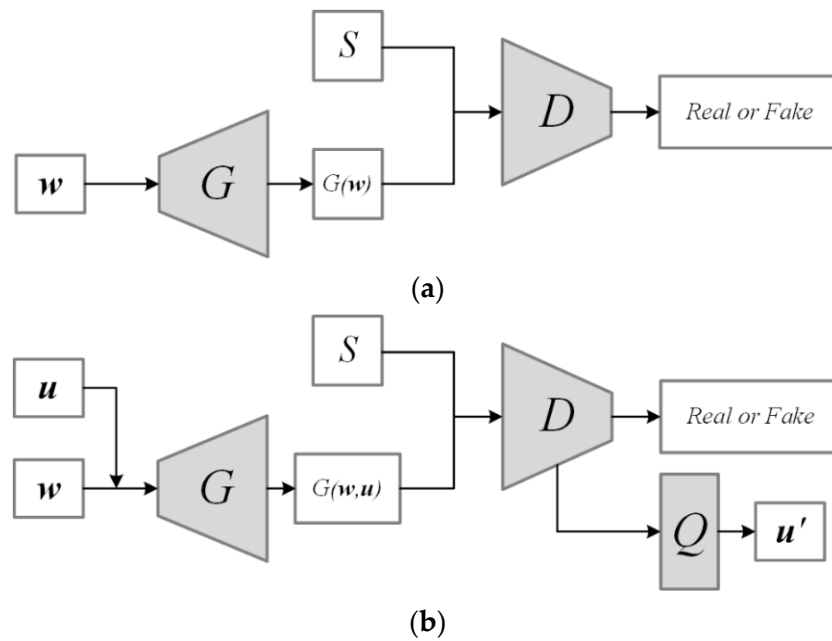 S
D
Real or Fake
w
G
G(w)
(a)
S
u
D
Real or Fake
w
G
G(w,u)
Q
u'
(b)